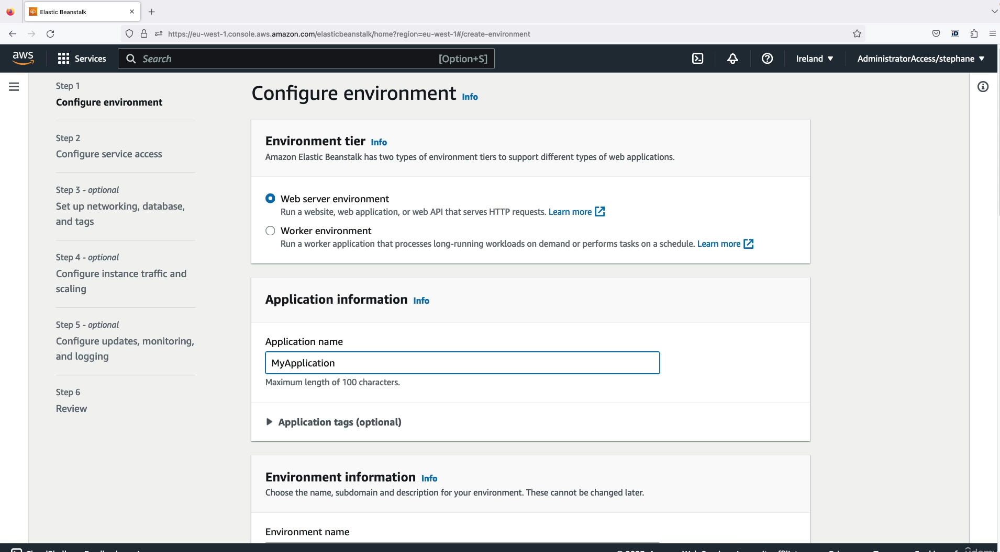 Elastic Beanstalk
https://eu-west-1.console.aws.amazon.com/elasticbeanstalk/home?region=eu-west-1#/create-environment
aws
Services
Search
[Option+S]
Ireland
AdministratorAccess/stephane
Step 1
Configure environment
Step 2
Configure service access
Step 3 - optional
Set up networking, database,
and tags
Step 4 - optional
Configure instance traffic and
scaling
Step 5 - optional
Configure updates, monitoring,
and logging
Step 6
Review
Configure environment Info
Environment tier Info
Amazon Elastic Beanstalk has two types of environment tiers to support different types of web applications.
Web server environment
Run a website, web application, or web API that serves HTTP requests. Learn more
Worker environment
Run a worker application that processes long-running workloads on demand or performs tasks on a schedule. Learn more
Application information Info
Application name
MyApplication
Maximum length of 100 characters.
Application tags (optional)
Environment information Info
Choose the name, subdomain and description for your environment. These cannot be changed later.
Environment name